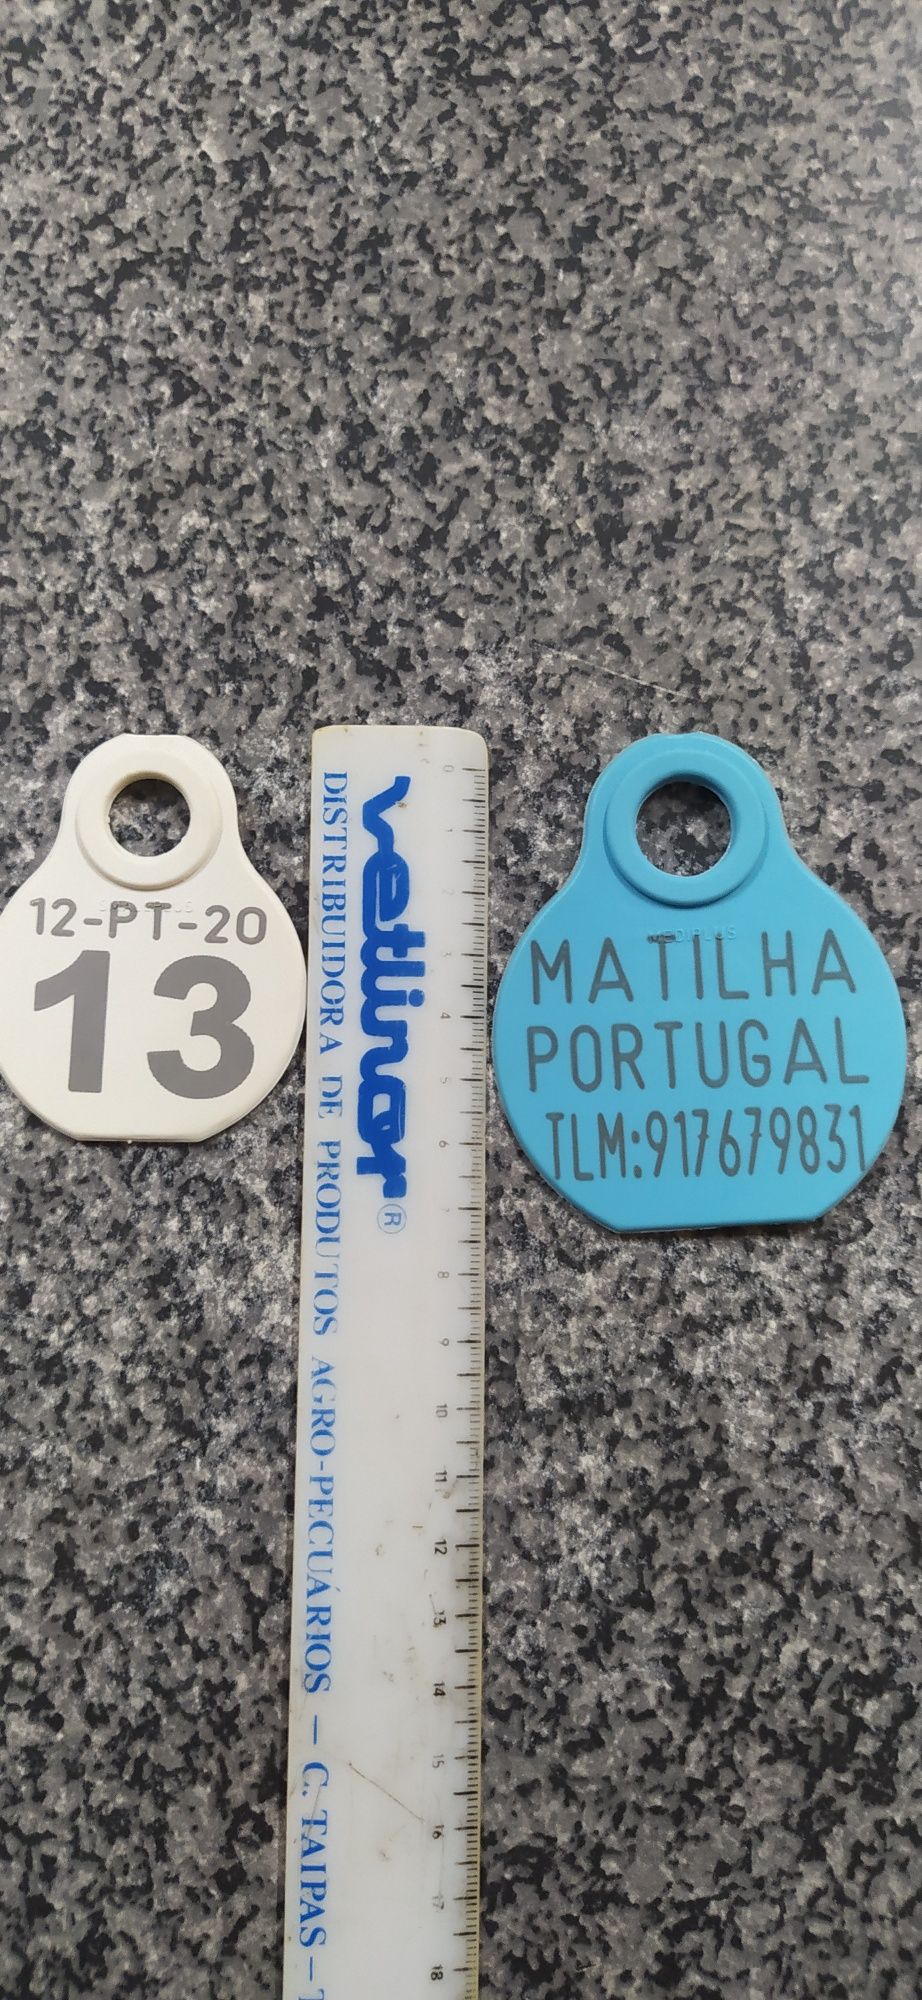 12-PT-20
13
vetlinor®
DISTRIBUIDORA DE PRODUTOS AGRO-PECUÁRIOS — C. TAIPAS —
0
1
2
3
4
5
6
7
8
9
10
11
12
13
14
15
16
17
18
MEDIPLUS
MATILHA
PORTUGAL
TLM:917679831